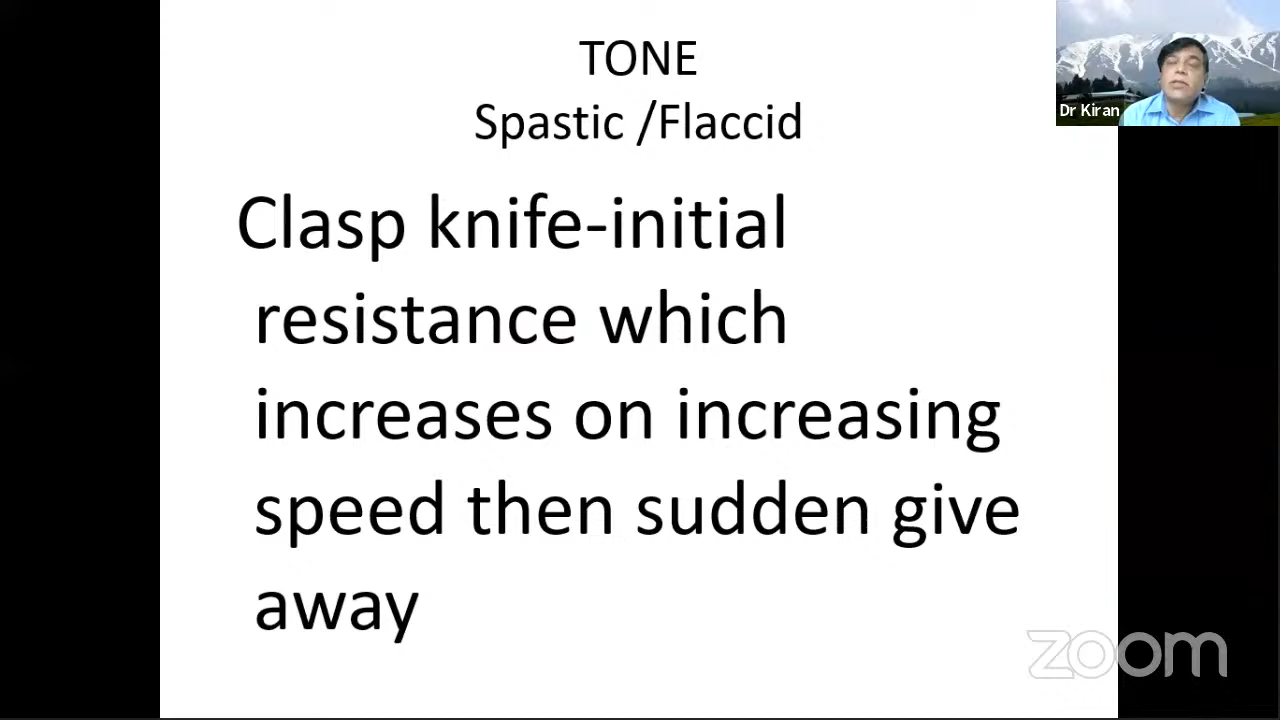 TONE
Spastic /Flaccid
Clasp knife-initial
resistance which
increases on increasing
speed then sudden give
away
Dr Kiran
zoom